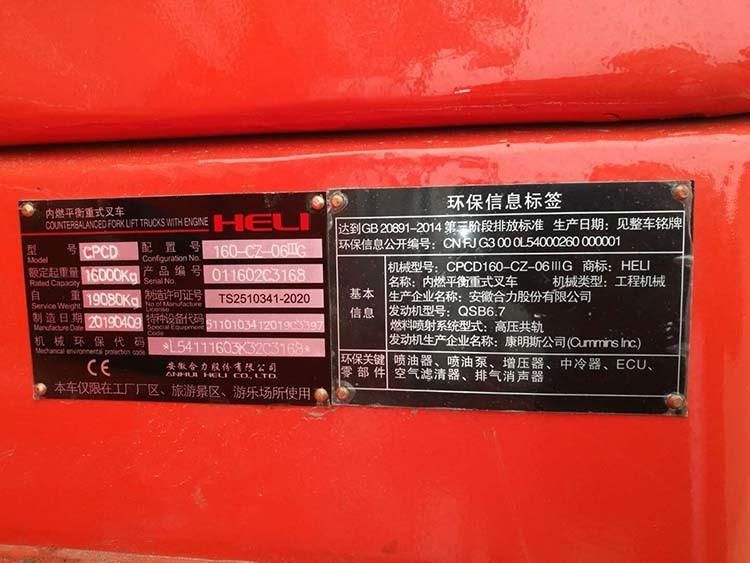 内燃平衡重式叉车
COUNTERBALANCED FORK LIFT TRUCKS WITH ENGINE HELI
型号 Model CPCD 配置号 Configuration No. 160-CZ-06ⅢG
额定起重量 Rated Capacity 16000Kg 产品编号 Serial No. 011602C3168
自重 Service Weight 19080Kg 制造许可证号 No. of Manufacture License TS2510341-2020
制造日期 Manufacture Date 20190409 特种设备代码 Special Equipment Code
机械环保代码 Mechanical environmental protection code *L54111603K32C3168*
CE 安徽合力股份有限公司
ANHUI HELI CO., LTD.
本车仅限在工厂厂区、旅游景区、游乐场所使用
环保信息标签
达到GB 20891-2014 第三阶段排放标准 生产日期：见整车铭牌
环保信息公开编号：CN FJ G3 00 0L54000260 000001
基本信息
机械型号：CPCD160-CZ-06ⅢG 商标：HELI
名称：内燃平衡重式叉车 机械类型：工程机械
生产企业名称：安徽合力股份有限公司
发动机型号：QSB6.7
燃料喷射系统型式：高压共轨
发动机生产企业名称：康明斯公司(Cummins Inc.)
环保关键零部件
喷油器、喷油泵、增压器、中冷器、ECU、
空气滤清器、排气消声器